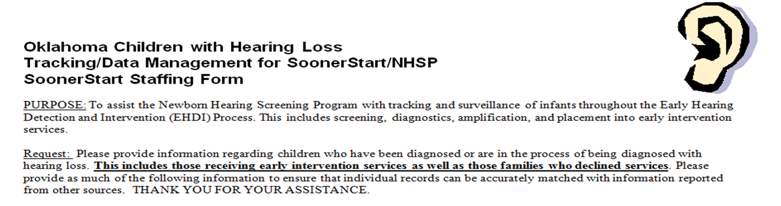 Oklahoma Children with Hearing Loss
Tracking/Data Management for SoonerStart/NHSP
SoonerStart Staffing Form
PURPOSE: To assist the Newborn Hearing Screening Program with tracking and surveillance of infants throughout the Early Hearing
Detection and Intervention (EHDI) Process. This includes screening, diagnostics, amplification, and placement into early intervention
services.
Request: Please provide information regarding children who have been diagnosed or are in the process of being diagnosed with
hearing loss. This includes those receiving early intervention services as well as those families who declined services. Please
provide as much of the following information to ensure that individual records can be accurately matched with information reported
from other sources. THANK YOU FOR YOUR ASSISTANCE.